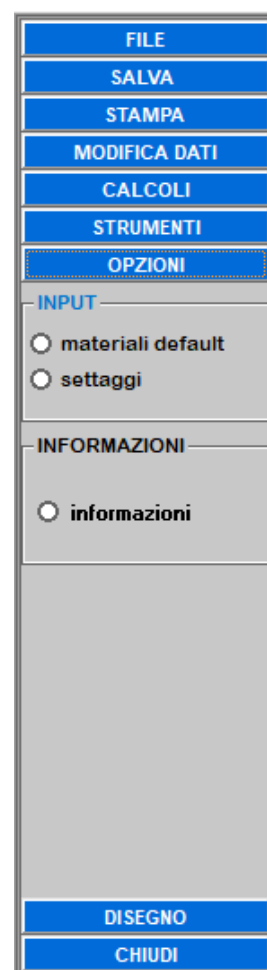 FILE
SALVA
STAMPA
MODIFICA DATI
CALCOLI
STRUMENTI
OPZIONI
INPUT
materiali default
settaggi
INFORMAZIONI
informazioni
DISEGNO
CHIUDI